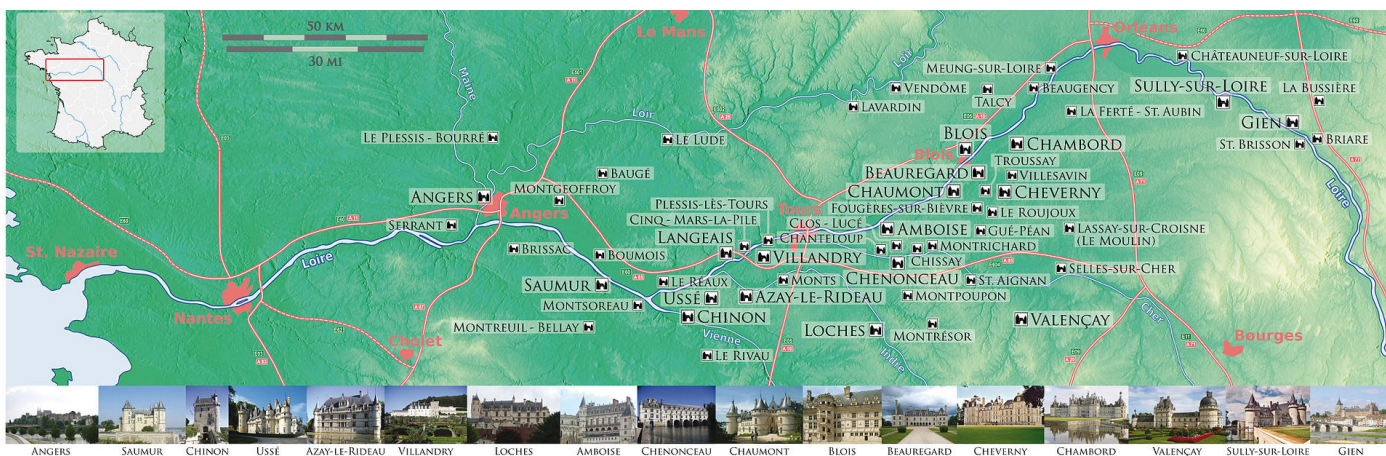 50 KM
30 MI
Le Mans
Orléans
Châteauneuf-sur-Loire
Meung-sur-Loire
Loir
Maine
Vendôme
Talcy
Beaugency
Sully-sur-Loire
La Bussière
Lavardin
La Ferté - St. Aubin
Loir
Gien
Le Plessis - Bourré
Le Lude
Blois
Chambord
St. Brisson
Briare
Blois
Troussay
Beauregard
Villesavin
Baugé
Angers
Montgeoffroy
Chaumont
Cheverny
Loire
Plessis-lès-Tours
Tours
Fougères-sur-Bièvre
Le Roujoux
Angers
Cinq-Mars-la-Pile
Clos-Lucé
Serrant
Amboise
Gué-Péan
Lassay-sur-Croisne
(Le Moulin)
Langeais
Chanteloup
Montrichard
St. Nazaire
Loire
Brissac
Boumois
Villandry
Chissay
Selles-sur-Cher
Chenonceau
St. Aignan
Saumur
Le Réaux
Monts
Ussé
Azay-le-Rideau
Montpoupon
Nantes
Montsoreau
Chinon
Valençay
Cher
Montreuil - Bellay
Loches
Montrésor
Cholet
Vienne
Bourges
Le Rivau
Indre
Angers
Saumur
Chinon
Ussé
Azay-le-Rideau
Villandry
Loches
Amboise
Chenonceau
Chaumont
Blois
Beauregard
Cheverny
Chambord
Valençay
Sully-sur-Loire
Gien